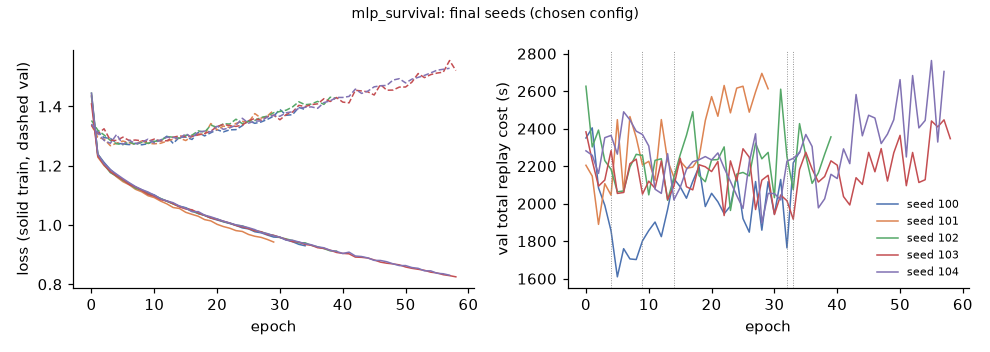 mlp_survival: final seeds (chosen config)
loss (solid train, dashed val)
1.4
1.2
1.0
0.8
0
10
20
30
40
50
60
epoch
val total replay cost (s)
2800
2600
2400
2200
2000
1800
1600
0
10
20
30
40
50
60
epoch
seed 100
seed 101
seed 102
seed 103
seed 104